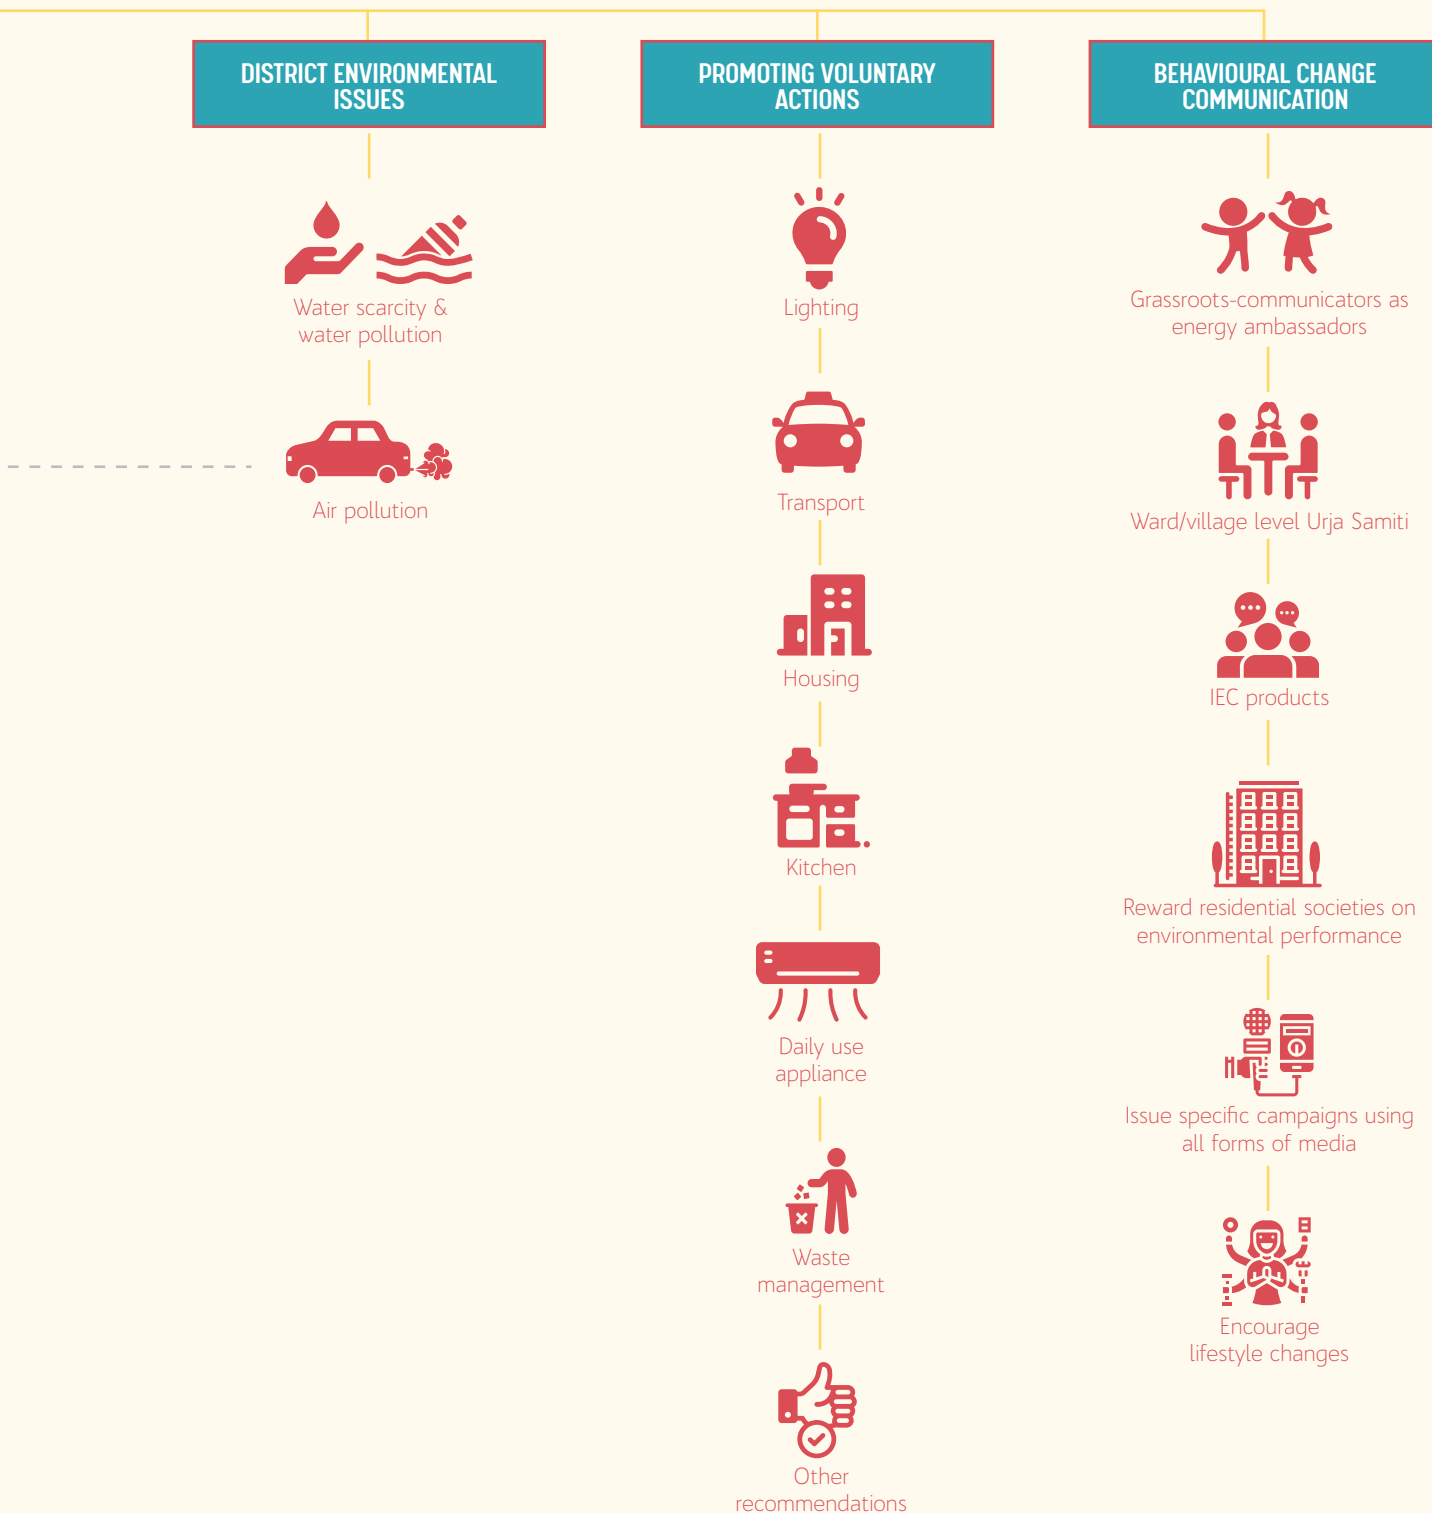 DISTRICT ENVIRONMENTAL
ISSUES
Water scarcity &
water pollution
Air pollution
PROMOTING VOLUNTARY
ACTIONS
Lighting
Transport
Housing
Kitchen
Daily use
appliance
Waste
management
Other
recommendations
BEHAVIOURAL CHANGE
COMMUNICATION
Grassroots-communicators as
energy ambassadors
Ward/village level Urja Samiti
IEC products
Reward residential societies on
environmental performance
Issue specific campaigns using
all forms of media
Encourage
lifestyle changes